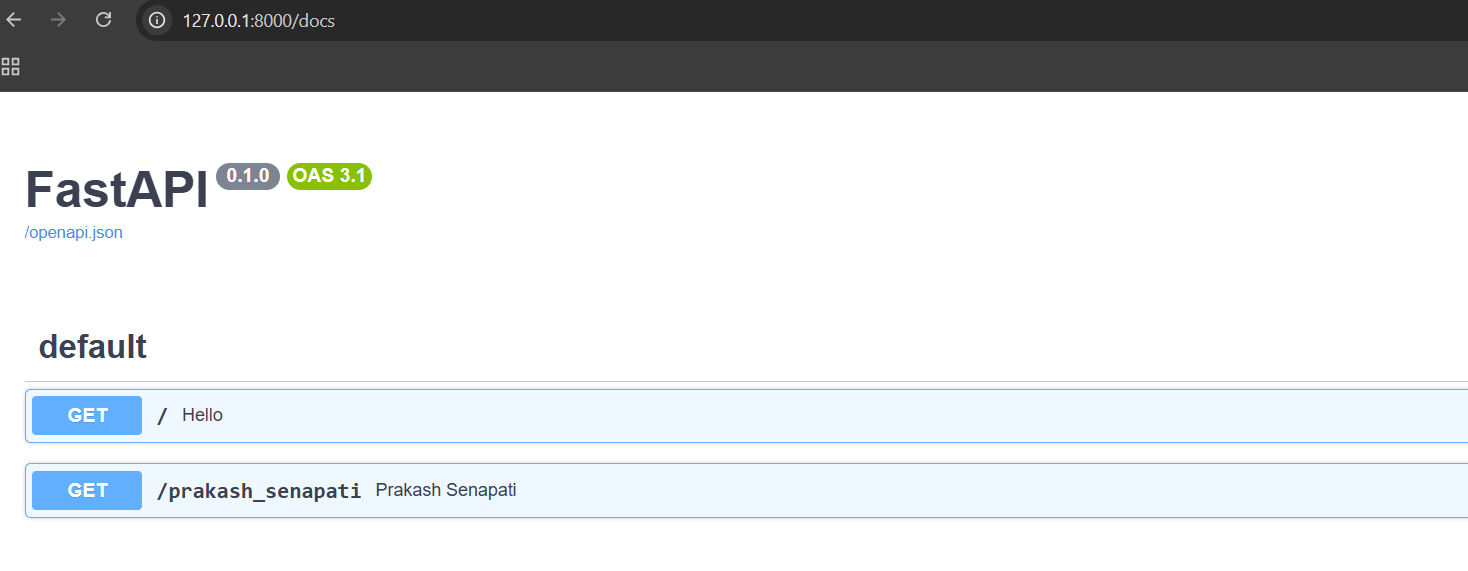 127.0.0.1:8000/docs
FastAPI 0.1.0 OAS 3.1
/openapi.json
default
GET / Hello
GET /prakash_senapati Prakash Senapati